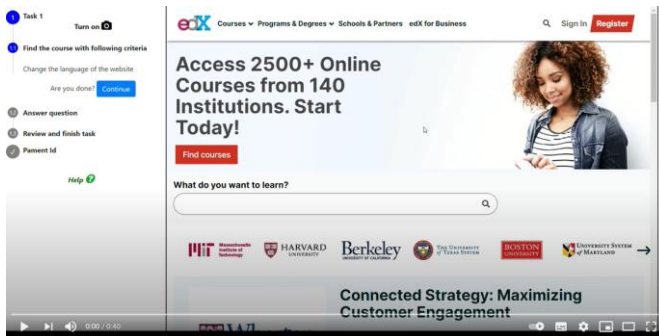 1 Task 1
Turn on
1.1 Find the course with following criteria
Change the language of the website
Are you done? Continue
Answer question
Review and finish task
Pament Id
Help ?
edX Courses Programs & Degrees Schools & Partners edX for Business Sign In Register
Access 2500+ Online
Courses from 140
Institutions. Start
Today!
Find courses
What do you want to learn?
Massachusetts Institute of Technology
HARVARD UNIVERSITY
Berkeley UNIVERSITY OF CALIFORNIA
THE UNIVERSITY of TEXAS SYSTEM
BOSTON UNIVERSITY
UNIVERSITY SYSTEM of MARYLAND
Connected Strategy: Maximizing
Customer Engagement
0:00 / 0:40